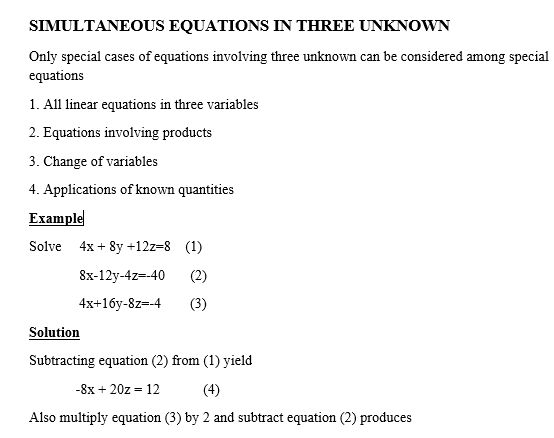 SIMULTANEOUS EQUATIONS IN THREE UNKNOWN
Only special cases of equations involving three unknown can be considered among special
equations
1. All linear equations in three variables
2. Equations involving products
3. Change of variables
4. Applications of known quantities
Example
Solve 4x + 8y +12z=8 (1)
8x-12y-4z=-40 (2)
4x+16y-8z=-4 (3)
Solution
Subtracting equation (2) from (1) yield
-8x + 20z = 12 (4)
Also multiply equation (3) by 2 and subtract equation (2) produces